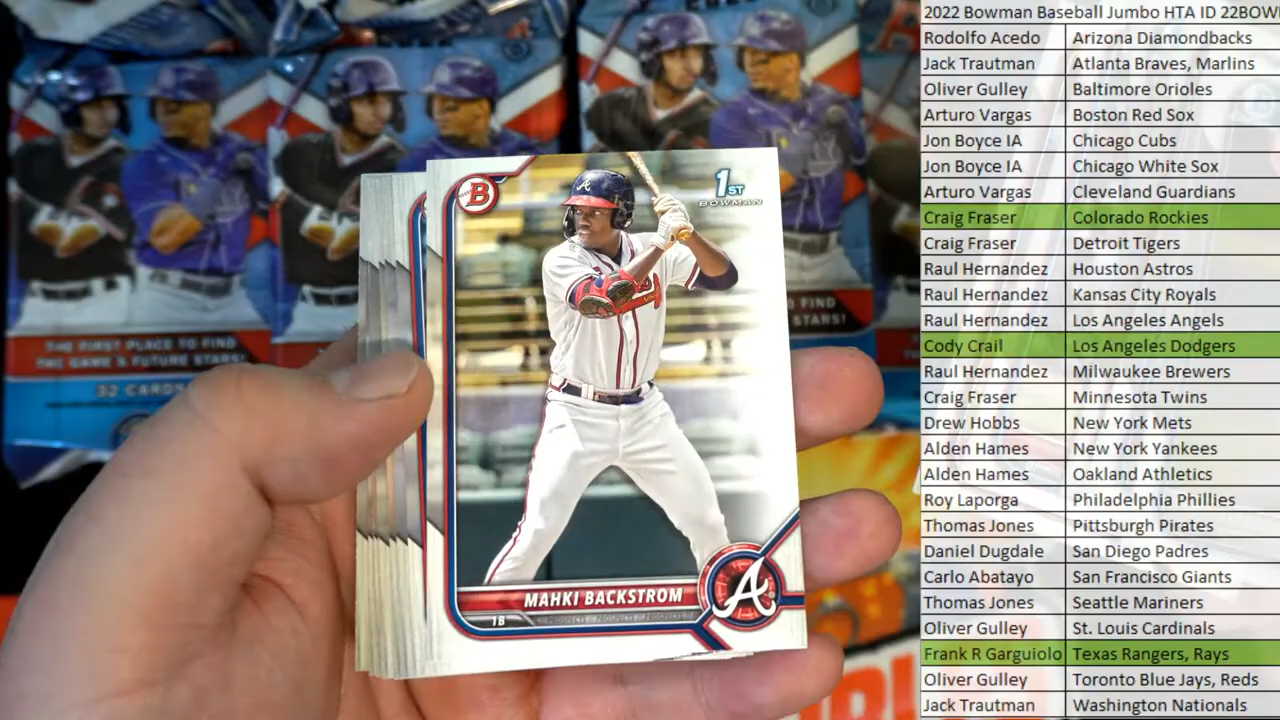 THE FIRST PLACE TO FIND
THE GAME'S FUTURE STARS!
32 CARDS
TO FIND
STARS!
B
1ST
BOWMAN
A
MAHKI BACKSTROM
1B
PROSPECTS PROSPECTS PROSPECTS
A
2022 Bowman Baseball Jumbo HTA ID 22BOW
Rodolfo Acedo Arizona Diamondbacks
Jack Trautman Atlanta Braves, Marlins
Oliver Gulley Baltimore Orioles
Arturo Vargas Boston Red Sox
Jon Boyce IA Chicago Cubs
Jon Boyce IA Chicago White Sox
Arturo Vargas Cleveland Guardians
Craig Fraser Colorado Rockies
Craig Fraser Detroit Tigers
Raul Hernandez Houston Astros
Raul Hernandez Kansas City Royals
Raul Hernandez Los Angeles Angels
Cody Crail Los Angeles Dodgers
Raul Hernandez Milwaukee Brewers
Craig Fraser Minnesota Twins
Drew Hobbs New York Mets
Alden Hames New York Yankees
Alden Hames Oakland Athletics
Roy Laporga Philadelphia Phillies
Thomas Jones Pittsburgh Pirates
Daniel Dugdale San Diego Padres
Carlo Abatayo San Francisco Giants
Thomas Jones Seattle Mariners
Oliver Gulley St. Louis Cardinals
Frank R Garguiolo Texas Rangers, Rays
Oliver Gulley Toronto Blue Jays, Reds
Jack Trautman Washington Nationals